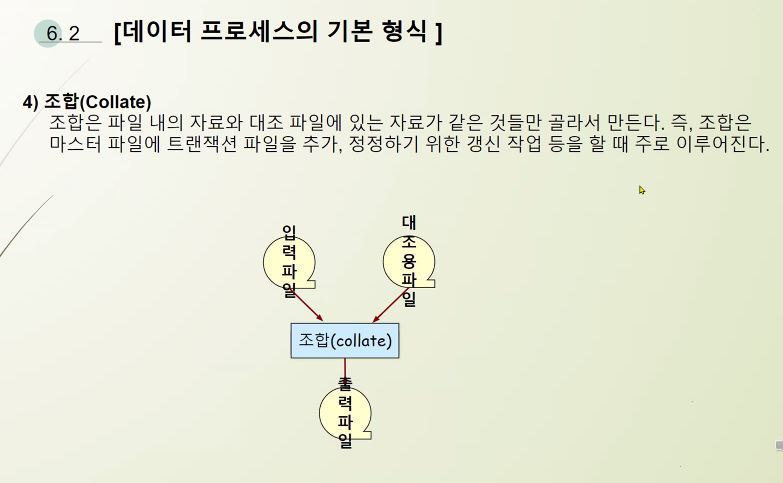 6. 2 [데이터 프로세스의 기본 형식 ]
4) 조합(Collate)
조합은 파일 내의 자료와 대조 파일에 있는 자료가 같은 것들만 골라서 만든다. 즉, 조합은
마스터 파일에 트랜잭션 파일을 추가, 정정하기 위한 갱신 작업 등을 할 때 주로 이루어진다.
입력파일
대조용파일
조합(collate)
출력파일